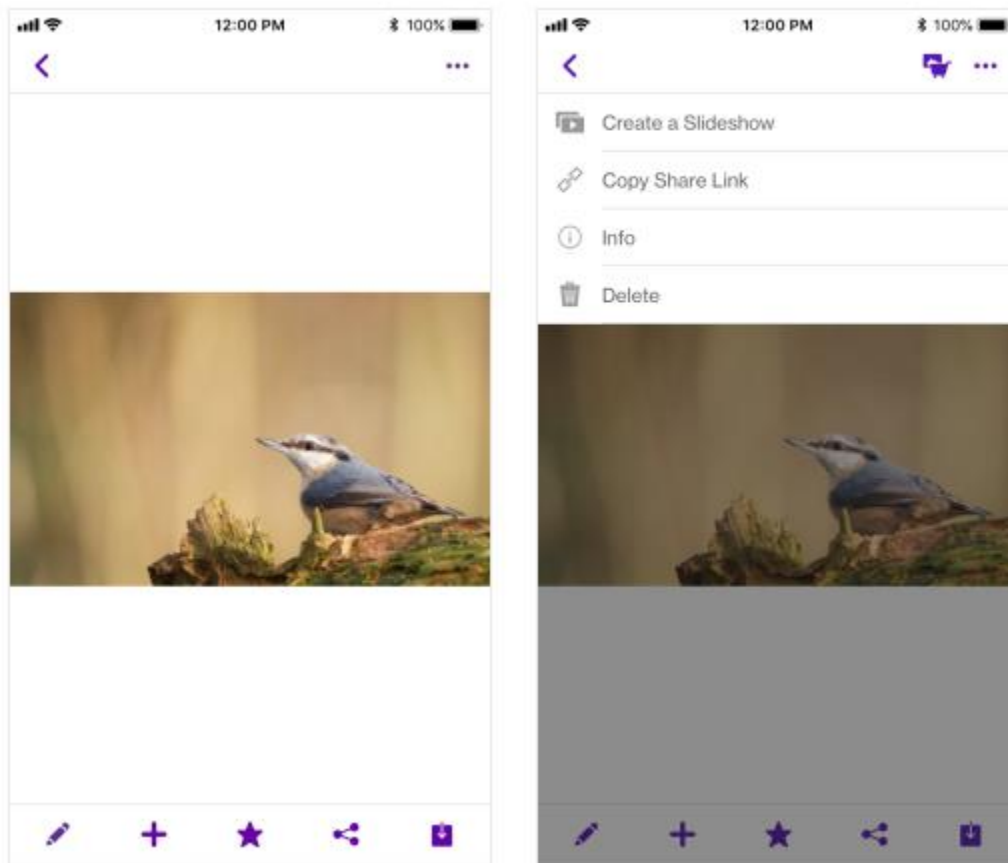 12:00 PM
100%
12:00 PM
100%
Create a Slideshow
Copy Share Link
Info
Delete